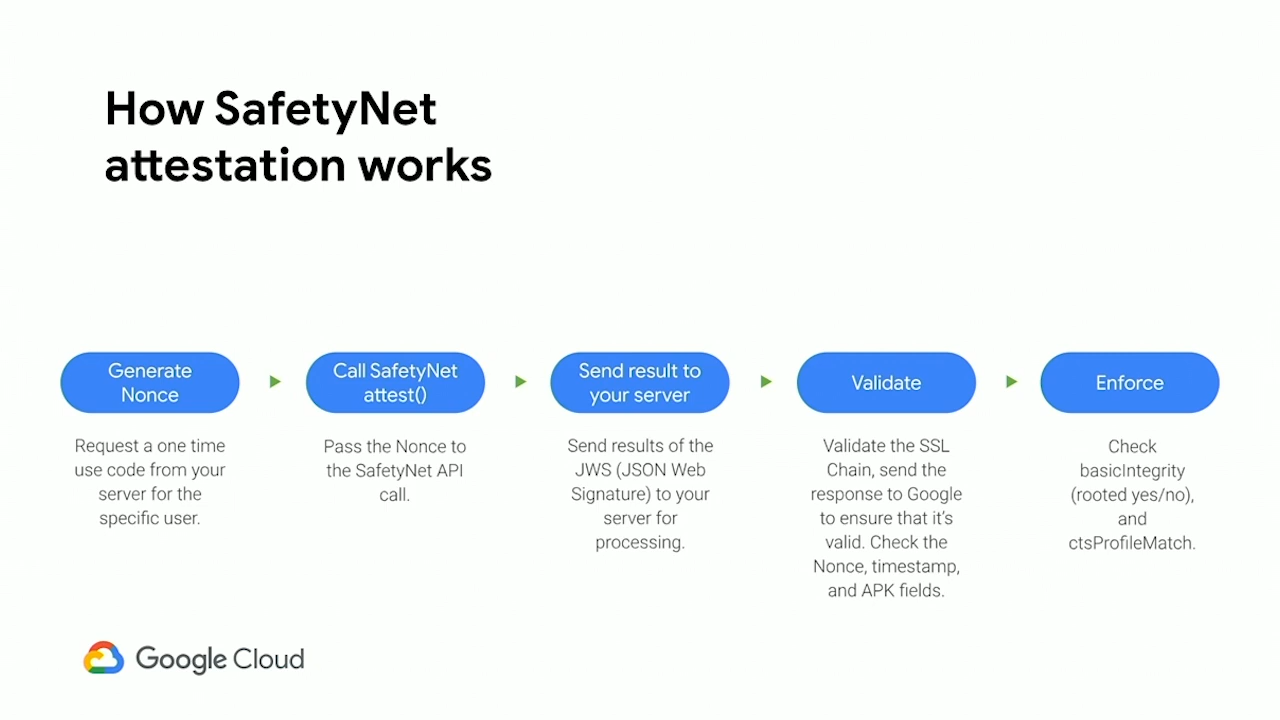 How SafetyNet
attestation works
Generate
Nonce
Request a one time
use code from your
server for the
specific user.
Call SafetyNet
attest()
Pass the Nonce to
the SafetyNet API
call.
Send result to
your server
Send results of the
JWS (JSON Web
Signature) to your
server for
processing.
Validate
Validate the SSL
Chain, send the
response to Google
to ensure that it's
valid. Check the
Nonce, timestamp,
and APK fields.
Enforce
Check
basicIntegrity
(rooted yes/no),
and
ctsProfileMatch.
Google Cloud